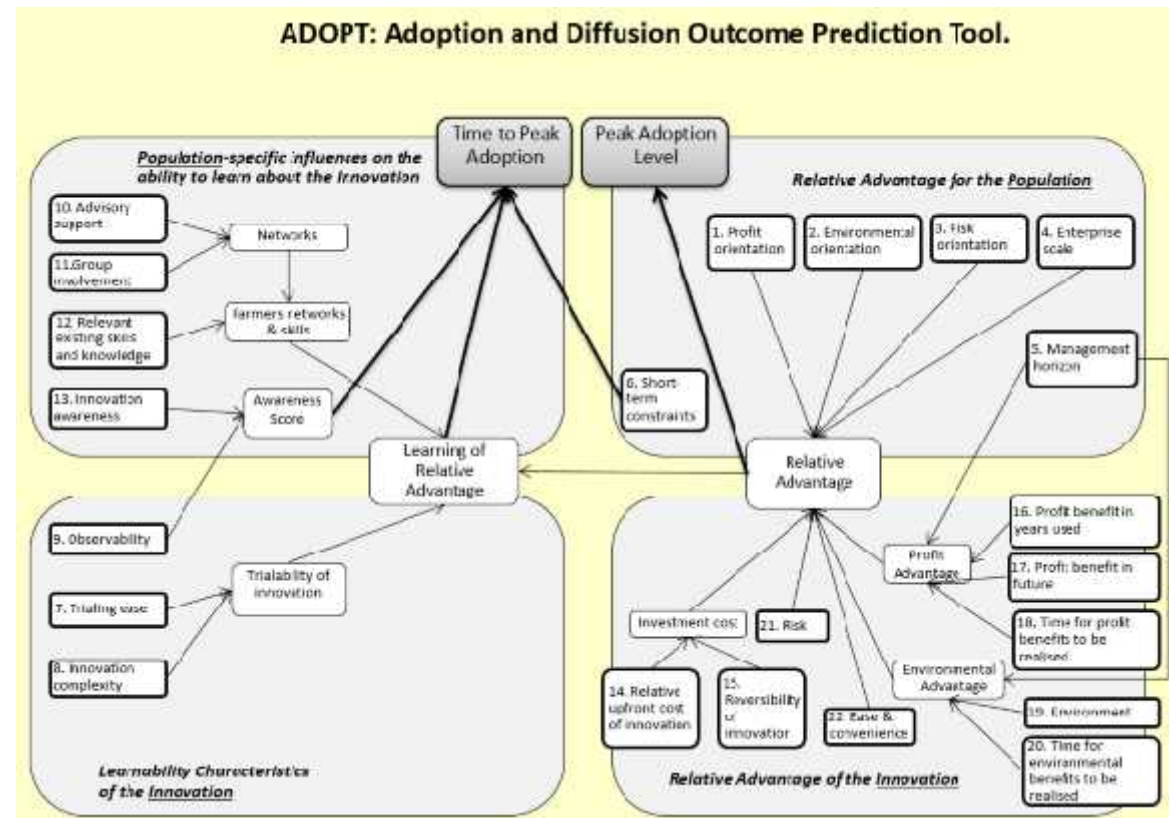 ADOPT: Adoption and Diffusion Outcome Prediction Tool.
Time to Peak
Adoption
Peak Adoption
Level
Population-specific influences on the
ability to learn about the Innovation
10. Advisory
support
11.Group
involvement
Networks
12. Relevant
existing skills
and knowledge
Farmers networks
& skills
13. Innovation
awareness
Awareness
Score
Learning of
Relative
Advantage
Relative Advantage for the Population
1. Profit
orientation
2. Environmental
orientation
3. Risk
orientation
4. Enterprise
scale
5. Management
horizon
6. Short-
term
constraints
Relative
Advantage
9. Observability
7. Trialing ease
8. Innovation
complexity
Trialability of
innovation
Learnability Characteristics
of the Innovation
16. Profit benefit in
years used
Profit
Advantage
17. Profit benefit in
future
18. Time for profit
benefits to be
realised
Investment cost
21. Risk
Environmental
Advantage
14. Relative
upfront cost
of innovation
15.
Reversibility
of
innovation
22. Ease &
convenience
19. Environment
20. Time for
environmental
benefits to be
realised
Relative Advantage of the Innovation